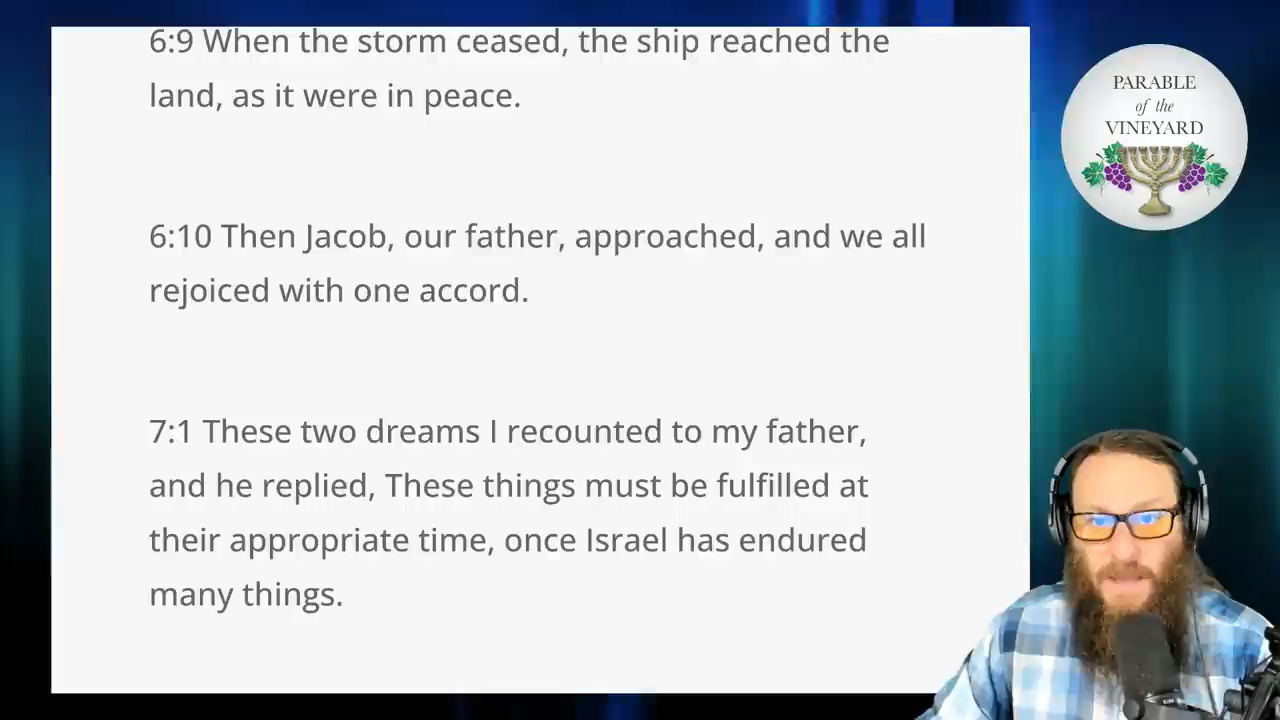 6:9 When the storm ceased, the ship reached the
land, as it were in peace.
6:10 Then Jacob, our father, approached, and we all
rejoiced with one accord.
7:1 These two dreams I recounted to my father,
and he replied, These things must be fulfilled at
their appropriate time, once Israel has endured
many things.
PARABLE
of the
VINEYARD